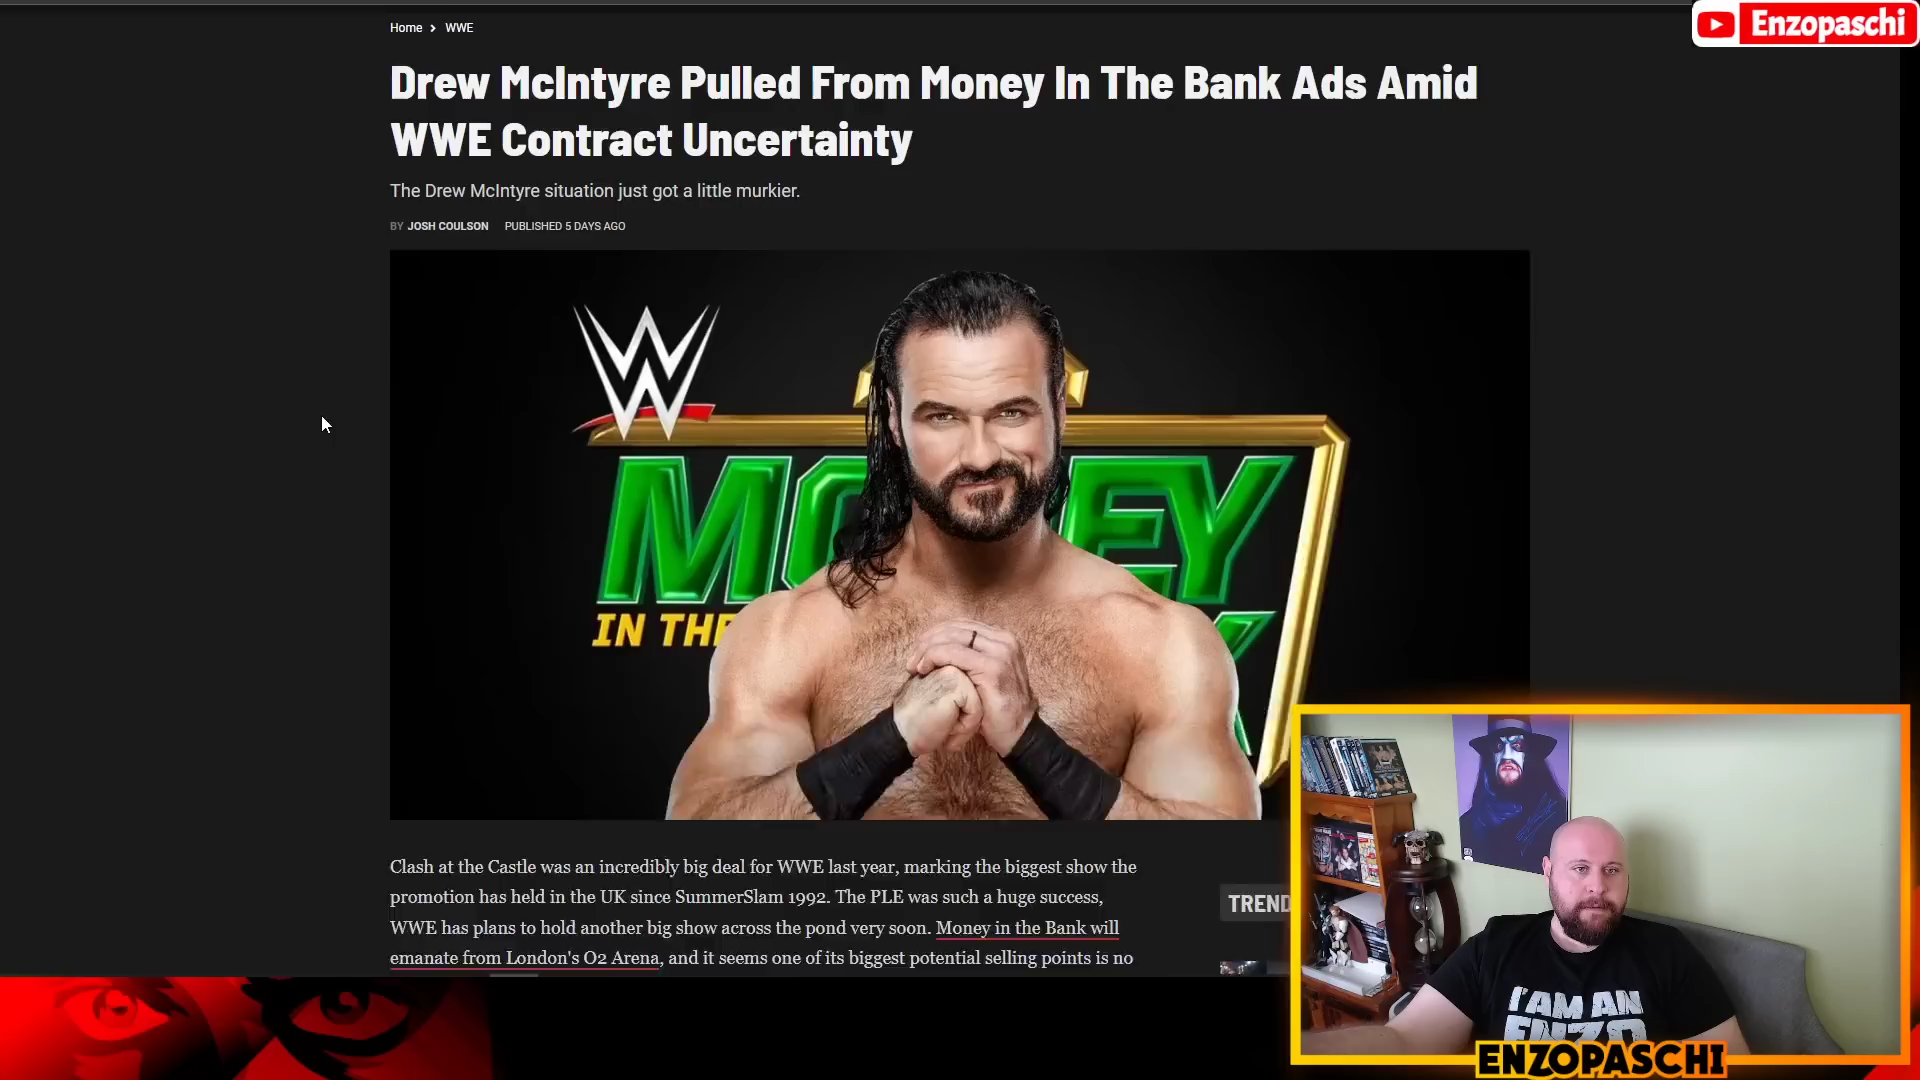 Enzopaschi
Home > WWE
Drew McIntyre Pulled From Money In The Bank Ads Amid
WWE Contract Uncertainty
The Drew McIntyre situation just got a little murkier.
BY JOSH COULSON PUBLISHED 5 DAYS AGO
IN THE
Clash at the Castle was an incredibly big deal for WWE last year, marking the biggest show the
promotion has held in the UK since SummerSlam 1992. The PLE was such a huge success,
WWE has plans to hold another big show across the pond very soon. Money in the Bank will
emanate from London's O2 Arena, and it seems one of its biggest potential selling points is no
TREND
I AM AN
ENZO
ENZOPASCHI